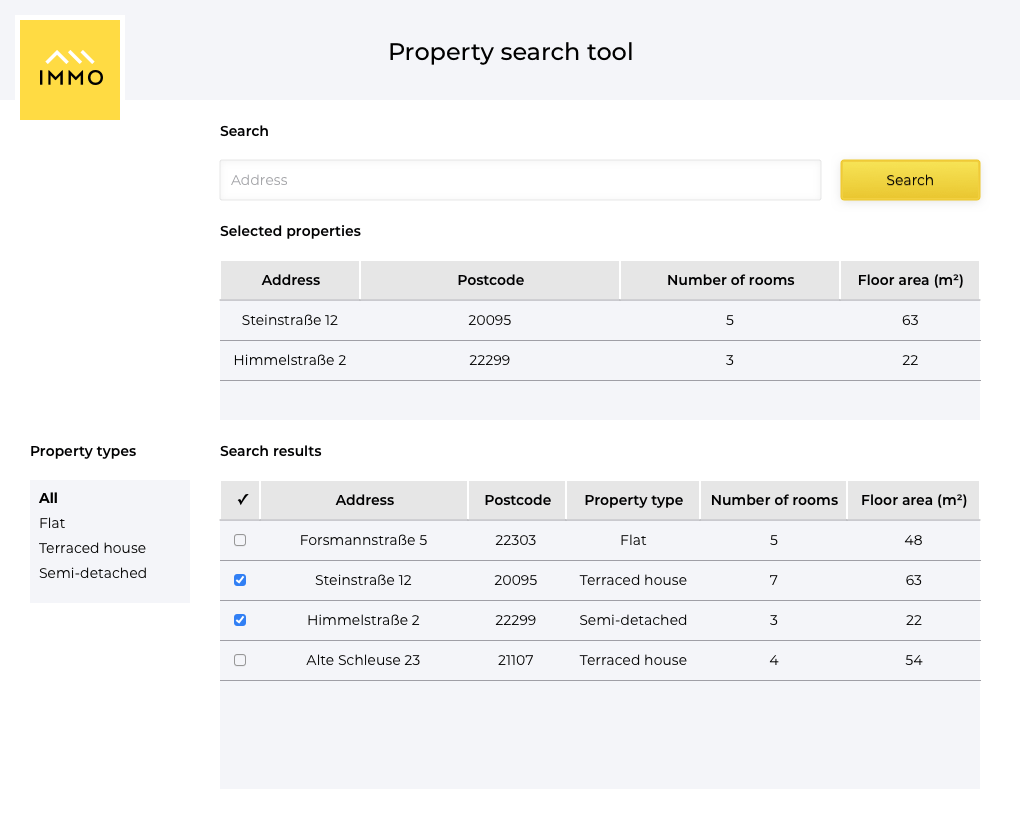 IMMO
Property search tool
Search
Address
Search
Selected properties
Address Postcode Number of rooms Floor area (m²)
Steinstraße 12 20095 5 63
Himmelstraße 2 22299 3 22
Property types
All
Flat
Terraced house
Semi-detached
Search results
✓ Address Postcode Property type Number of rooms Floor area (m²)
Forsmannstraße 5 22303 Flat 5 48
Steinstraße 12 20095 Terraced house 7 63
Himmelstraße 2 22299 Semi-detached 3 22
Alte Schleuse 23 21107 Terraced house 4 54